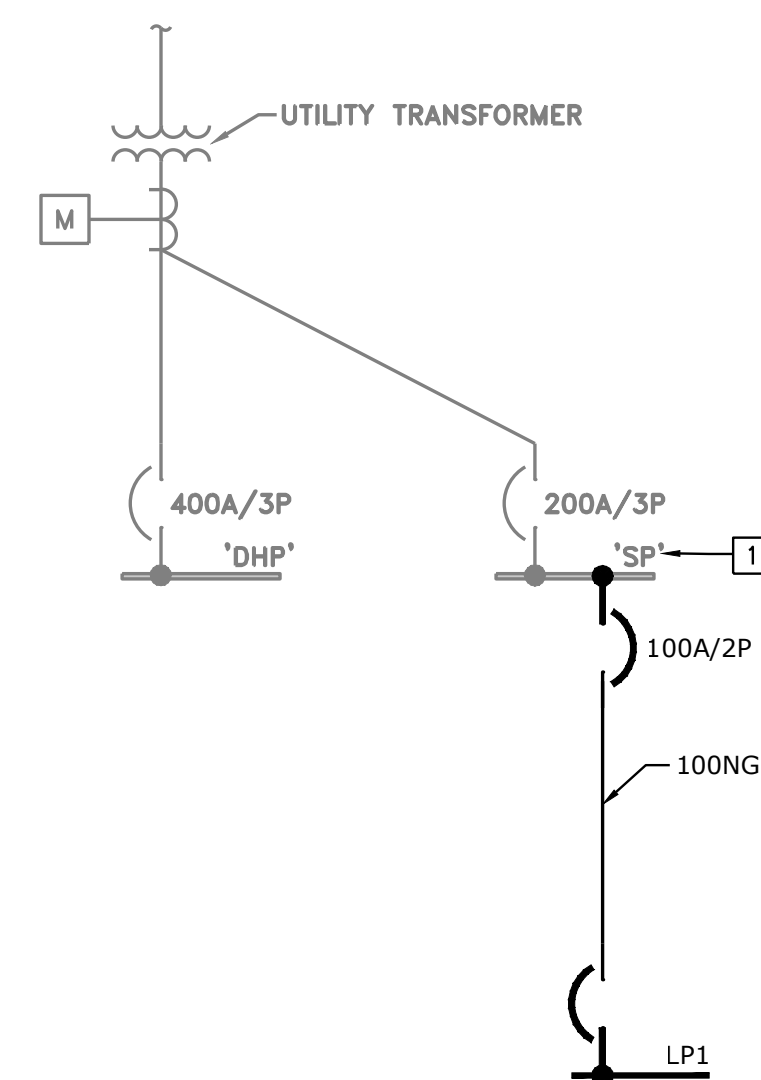 UTILITY TRANSFORMER
M
400A/3P
200A/3P
'DHP'
'SP'
1
100A/2P
100NG
LP1